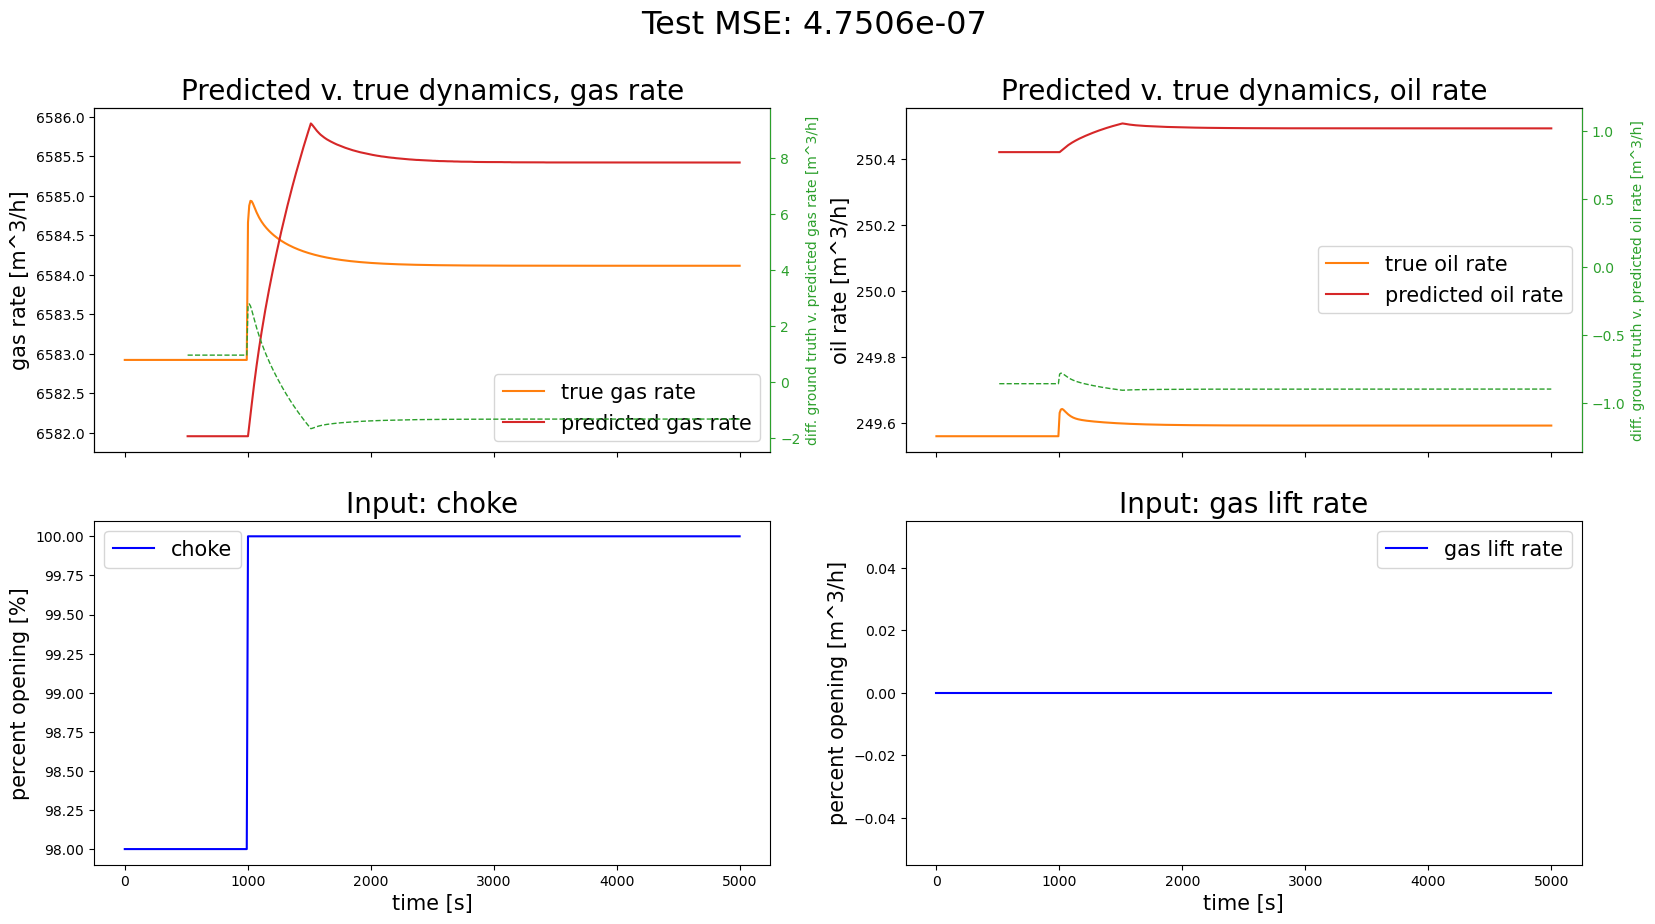 Test MSE: 4.7506e-07
Predicted v. true dynamics, gas rate
gas rate [m^3/h]
6586.0
6585.5
6585.0
6584.5
6584.0
6583.5
6583.0
6582.5
6582.0
8
6
4
2
0
−2
diff. ground truth v. predicted gas rate [m^3/h]
true gas rate
predicted gas rate
Predicted v. true dynamics, oil rate
oil rate [m^3/h]
250.4
250.2
250.0
249.8
249.6
1.0
0.5
0.0
−0.5
−1.0
diff. ground truth v. predicted oil rate [m^3/h]
true oil rate
predicted oil rate
Input: choke
percent opening [%]
100.00
99.75
99.50
99.25
99.00
98.75
98.50
98.25
98.00
choke
0 1000 2000 3000 4000 5000
time [s]
Input: gas lift rate
percent opening [m^3/h]
0.04
0.02
0.00
−0.02
−0.04
gas lift rate
0 1000 2000 3000 4000 5000
time [s]